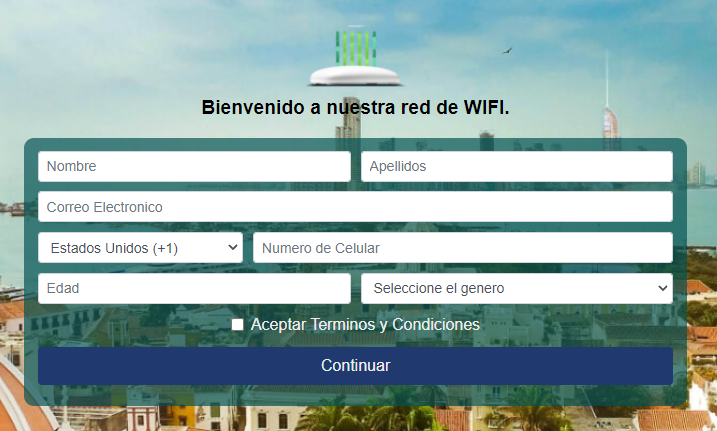 Bienvenido a nuestra red de WIFI.
Nombre Apellidos
Correo Electronico
Estados Unidos (+1) Numero de Celular
Edad Seleccione el genero
Aceptar Terminos y Condiciones
Continuar